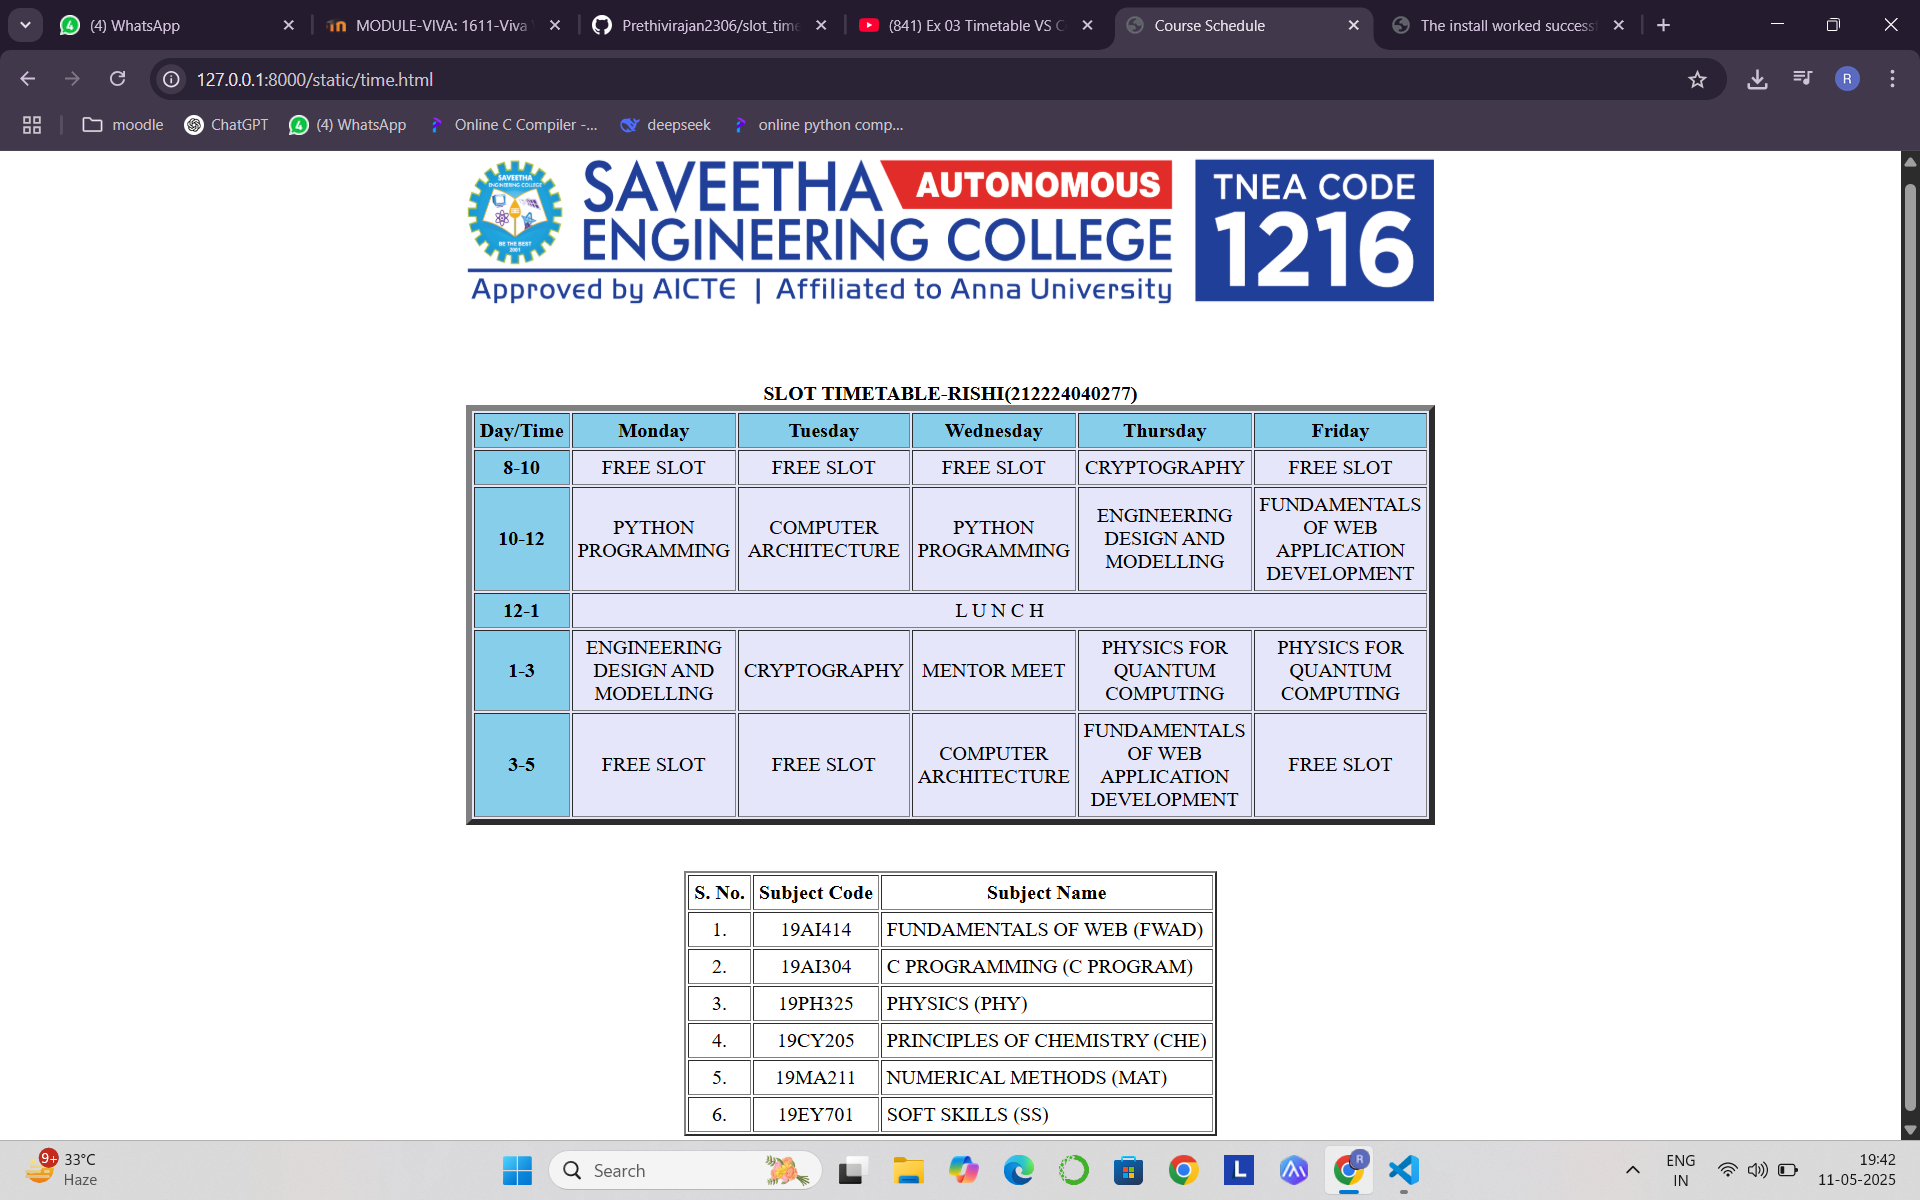 (4) WhatsApp
MODULE-VIVA: 1611-Viva
Prethivirajan2306/slot_time
(841) Ex 03 Timetable VS C
Course Schedule
The install worked success
127.0.0.1:8000/static/time.html
R
moodle
ChatGPT
(4) WhatsApp
Online C Compiler -...
deepseek
online python comp...
SAVEETHA
ENGINEERING COLLEGE
BE THE BEST
2001
SAVEETHA AUTONOMOUS
ENGINEERING COLLEGE
Approved by AICTE | Affiliated to Anna University
TNEA CODE
1216
SLOT TIMETABLE-RISHI(212224040277)
Day/Time Monday Tuesday Wednesday Thursday Friday
8-10 FREE SLOT FREE SLOT FREE SLOT CRYPTOGRAPHY FREE SLOT
10-12
PYTHON
PROGRAMMING
COMPUTER
ARCHITECTURE
PYTHON
PROGRAMMING
ENGINEERING
DESIGN AND
MODELLING
FUNDAMENTALS
OF WEB
APPLICATION
DEVELOPMENT
12-1 L U N C H
1-3
ENGINEERING
DESIGN AND
MODELLING
CRYPTOGRAPHY
MENTOR MEET
PHYSICS FOR
QUANTUM
COMPUTING
PHYSICS FOR
QUANTUM
COMPUTING
3-5
FREE SLOT
FREE SLOT
COMPUTER
ARCHITECTURE
FUNDAMENTALS
OF WEB
APPLICATION
DEVELOPMENT
FREE SLOT
S. No. Subject Code Subject Name
1. 19AI414 FUNDAMENTALS OF WEB (FWAD)
2. 19AI304 C PROGRAMMING (C PROGRAM)
3. 19PH325 PHYSICS (PHY)
4. 19CY205 PRINCIPLES OF CHEMISTRY (CHE)
5. 19MA211 NUMERICAL METHODS (MAT)
6. 19EY701 SOFT SKILLS (SS)
9+
33°C
Haze
Search
L
R
ENG
IN
19:42
11-05-2025